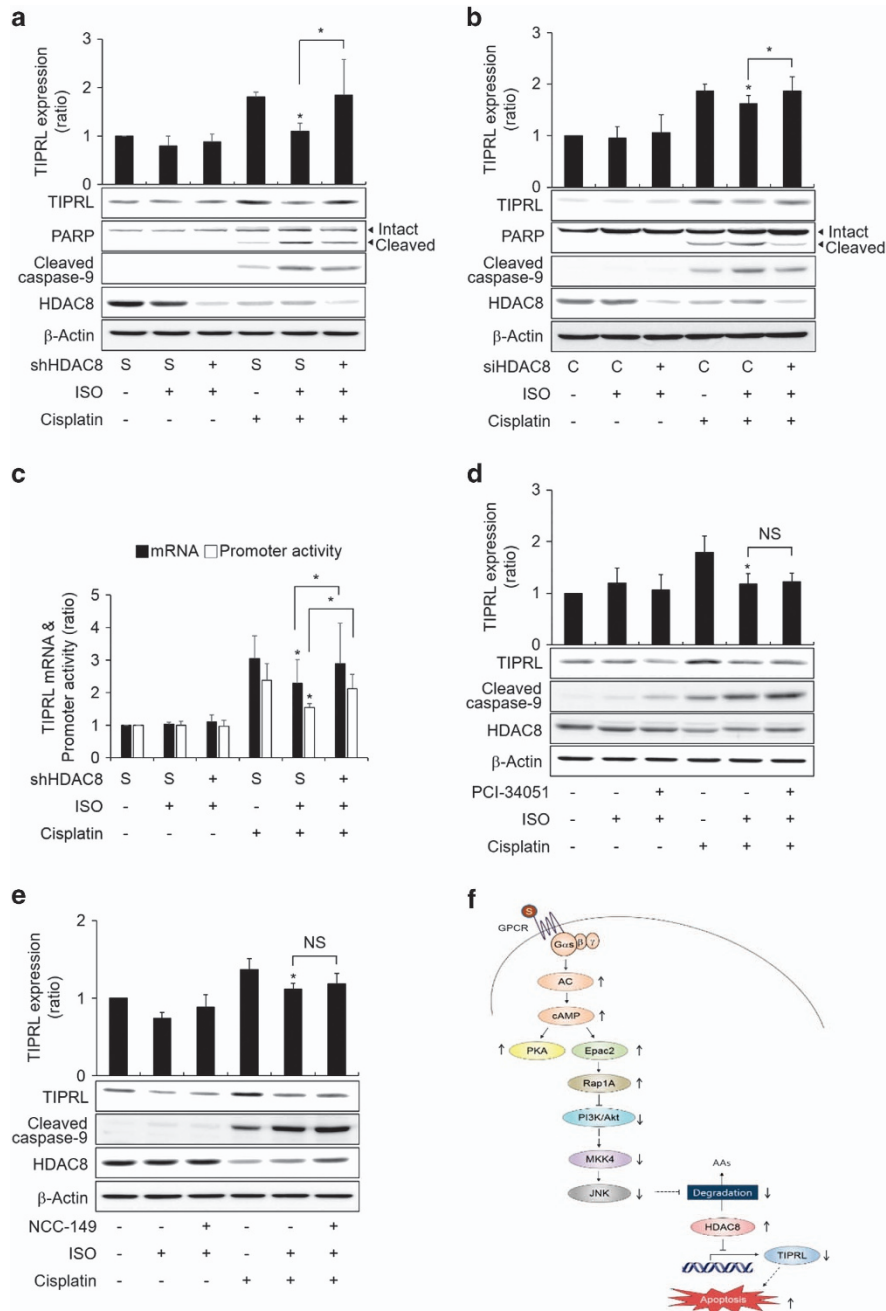 a
*
3
2
1
0
TIPRL expression
(ratio)
*
TIPRL
PARP
Intact
Cleaved
Cleaved
caspase-9
HDAC8
β-Actin
shHDAC8 S S + S S +
ISO - + + - + +
Cisplatin - - - + + +
b
*
3
2
1
0
TIPRL expression
(ratio)
*
TIPRL
PARP
Intact
Cleaved
Cleaved
caspase-9
HDAC8
β-Actin
siHDAC8 C C + C C +
ISO - + + - + +
Cisplatin - - - + + +
c
mRNA Promoter activity
*
*
5
4
3
2
1
0
TIPRL mRNA &
Promoter activity (ratio)
*
*
shHDAC8 S S + S S +
ISO - + + - + +
Cisplatin - - - + + +
d
3
2
1
0
TIPRL expression
(ratio)
NS
*
TIPRL
Cleaved
caspase-9
HDAC8
β-Actin
PCI-34051 - - + - - +
ISO - + + - + +
Cisplatin - - - + + +
e
2
1
0
TIPRL expression
(ratio)
NS
*
TIPRL
Cleaved
caspase-9
HDAC8
β-Actin
NCC-149 - - + - - +
ISO - + + - + +
Cisplatin - - - + + +
f
S
GPCR
Gαs β γ
AC
cAMP
PKA Epac2
Rap1A
PI3K/Akt
MKK4
AAs
JNK Degradation
HDAC8
TIPRL
Apoptosis